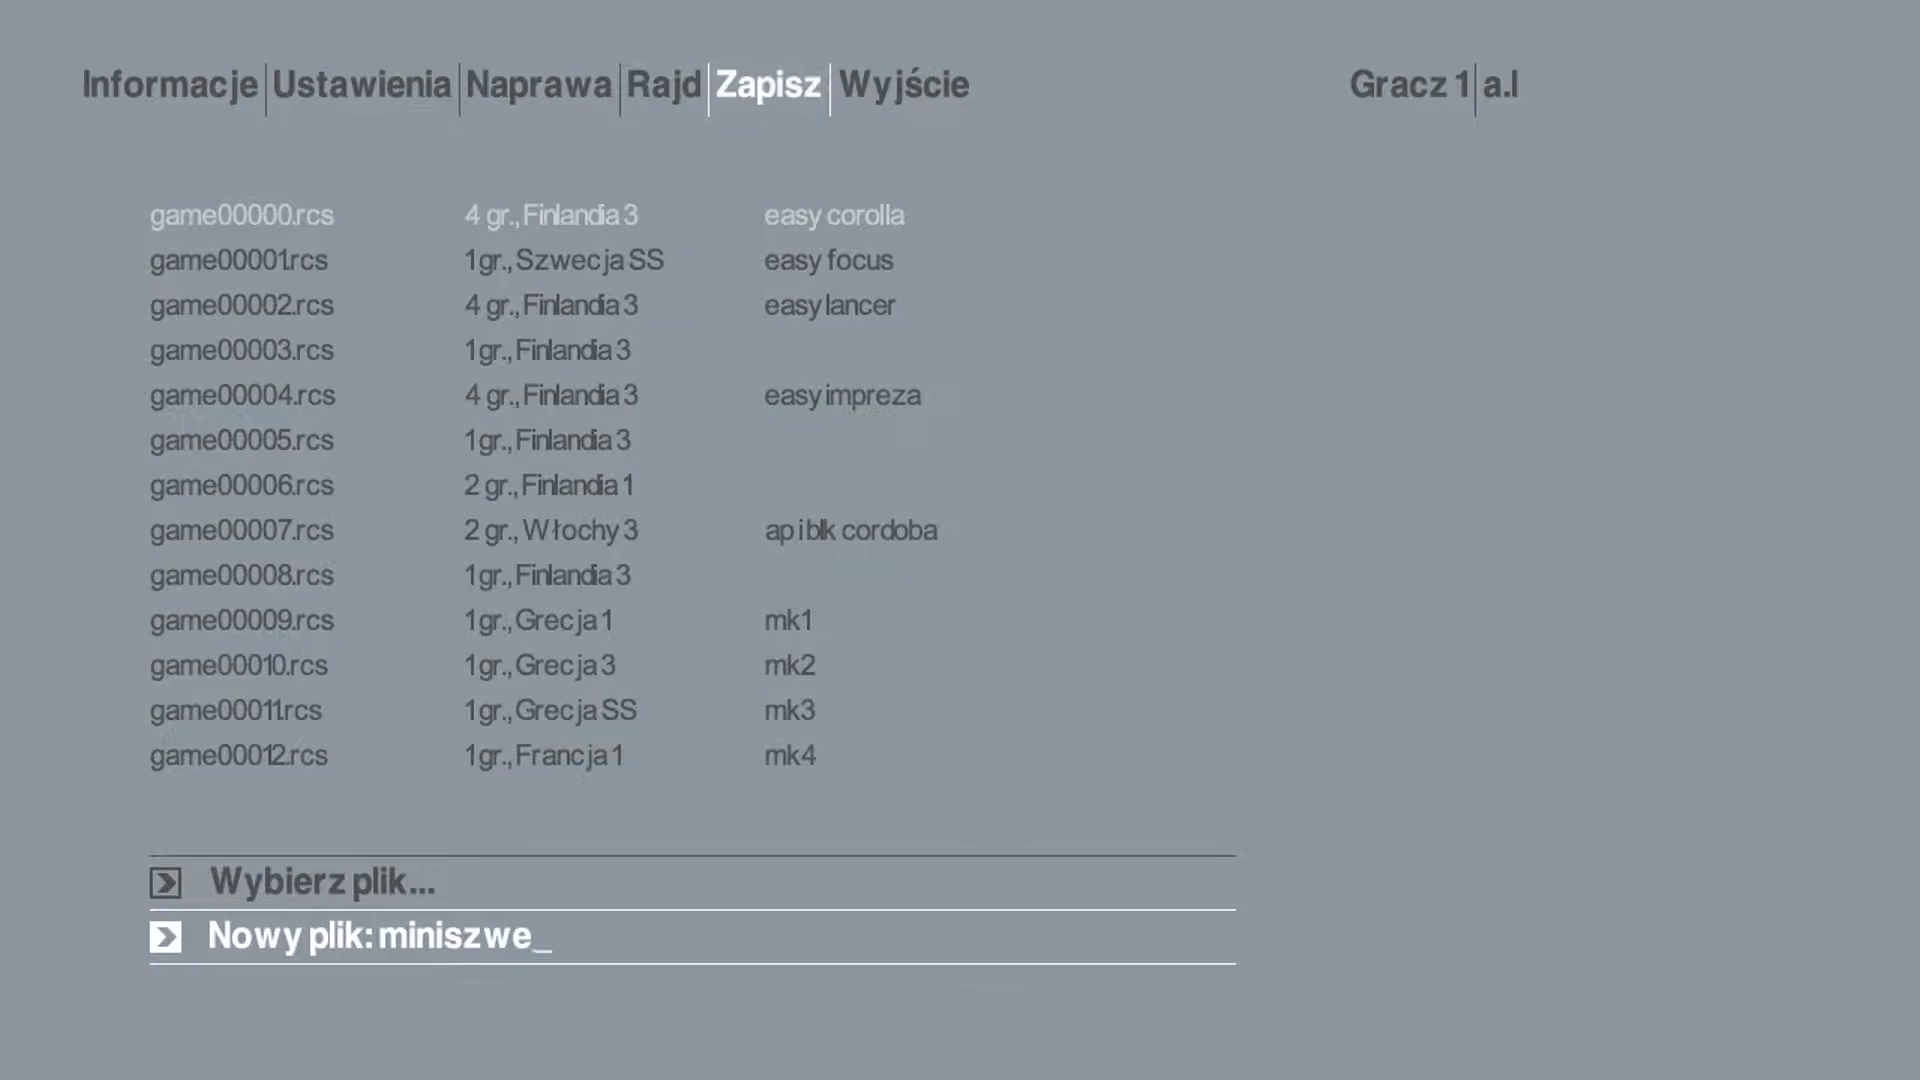 Informacje Ustawienia Naprawa Rajd Zapisz Wyjście Gracz 1 a.l
game00000.rcs 4 gr., Finlandia 3 easy corolla
game00001.rcs 1 gr., Szwecja SS easy focus
game00002.rcs 4 gr., Finlandia 3 easy lancer
game00003.rcs 1 gr., Finlandia 3
game00004.rcs 4 gr., Finlandia 3 easy impreza
game00005.rcs 1 gr., Finlandia 3
game00006.rcs 2 gr., Finlandia 1
game00007.rcs 2 gr., Włochy 3 ap i blk cordoba
game00008.rcs 1 gr., Finlandia 3
game00009.rcs 1 gr., Grecja 1 mk1
game00010.rcs 1 gr., Grecja 3 mk2
game00011.rcs 1 gr., Grecja SS mk3
game00012.rcs 1 gr., Francja 1 mk4
Wybierz plik...
Nowy plik: miniszwe_